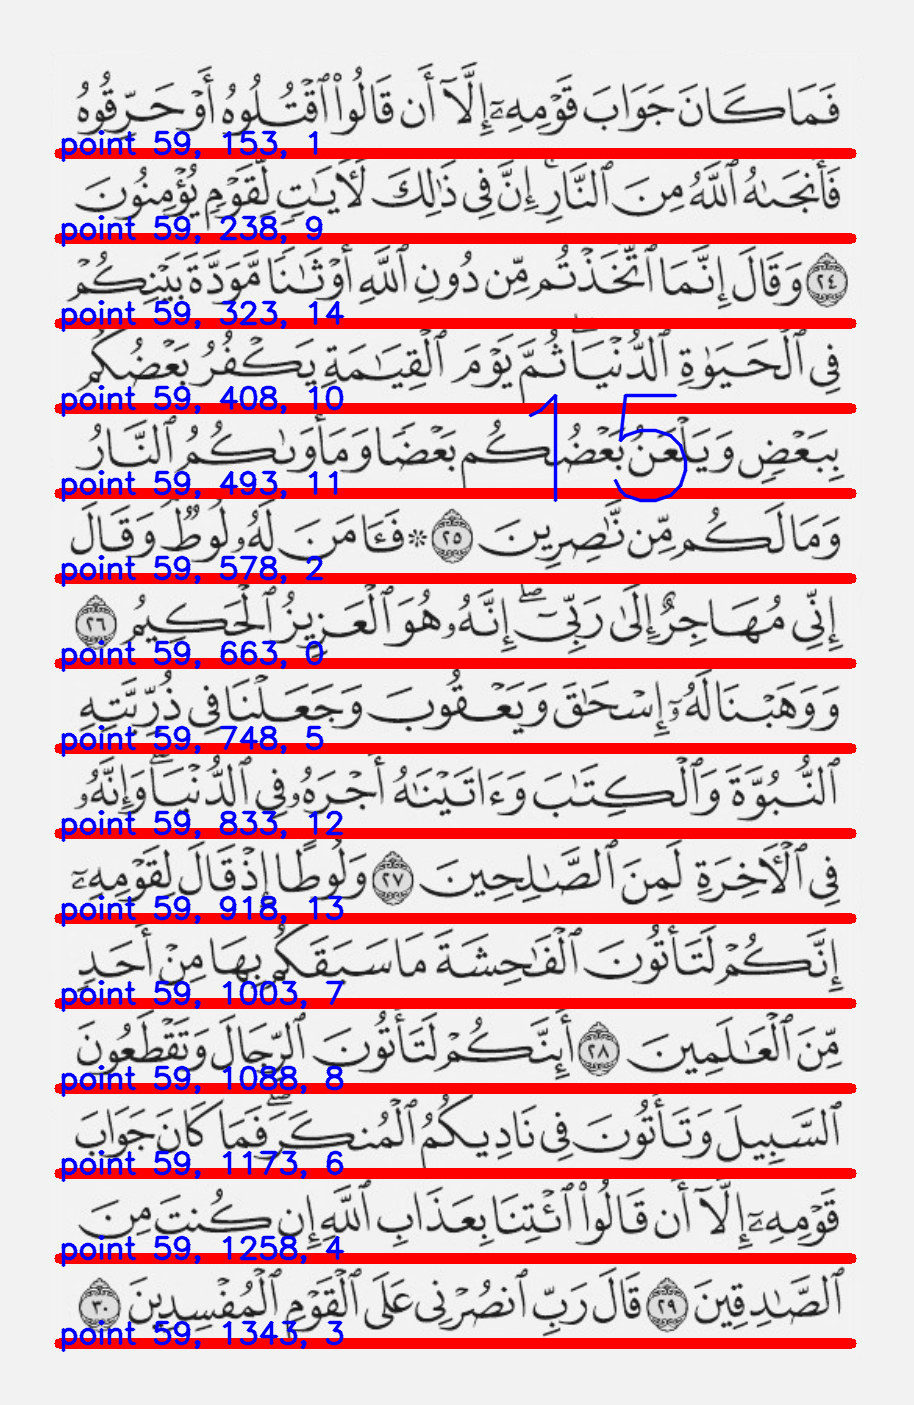 فَمَا كَانَ جَوَابَ قَوْمِهِۦٓ إِلَّآ أَن قَالُوا۟ ٱقْتُلُوهُ أَوْ حَرِّقُوهُ
point 59, 153, 1
فَأَنجَىٰهُ ٱللَّهُ مِنَ ٱلنَّارِ ۚ إِنَّ فِى ذَٰلِكَ لَـَٔايَـٰتٍ لِّقَوْمٍ يُؤْمِنُونَ
point 59, 238, 9
٢٤ وَقَالَ إِنَّمَا ٱتَّخَذْتُم مِّن دُونِ ٱللَّهِ أَوْثَـٰنًا مَّوَدَّةَ بَيْنِكُمْ
point 59, 323, 14
فِى ٱلْحَيَوٰةِ ٱلدُّنْيَا ۖ ثُمَّ يَوْمَ ٱلْقِيَـٰمَةِ يَكْفُرُ بَعْضُكُم
point 59, 408, 10
15
بِبَعْضٍ وَيَلْعَنُ بَعْضُكُم بَعْضًا وَمَأْوَىٰكُمُ ٱلنَّارُ
point 59, 493, 11
وَمَا لَكُم مِّن نَّـٰصِرِينَ ٢٥ ۞ فَـَٔامَنَ لَهُۥ لُوطٌ ۘ وَقَالَ
point 59, 578, 2
إِنِّى مُهَاجِرٌ إِلَىٰ رَبِّىٓ ۖ إِنَّهُۥ هُوَ ٱلْعَزِيزُ ٱلْحَكِيمُ ٢٦
point 59, 663, 0
وَوَهَبْنَا لَهُۥٓ إِسْحَـٰقَ وَيَعْقُوبَ وَجَعَلْنَا فِى ذُرِّيَّتِهِ
point 59, 748, 5
ٱلنُّبُوَّةَ وَٱلْكِتَـٰبَ وَءَاتَيْنَـٰهُ أَجْرَهُۥ فِى ٱلدُّنْيَا ۖ وَإِنَّهُۥ
point 59, 833, 12
فِى ٱلْـَٔاخِرَةِ لَمِنَ ٱلصَّـٰلِحِينَ ٢٧ وَلُوطًا إِذْ قَالَ لِقَوْمِهِۦٓ
point 59, 918, 13
إِنَّكُمْ لَتَأْتُونَ ٱلْفَـٰحِشَةَ مَا سَبَقَكُم بِهَا مِنْ أَحَدٍ
point 59, 1003, 7
مِّنَ ٱلْعَـٰلَمِينَ ٢٨ أَئِنَّكُمْ لَتَأْتُونَ ٱلرِّجَالَ وَتَقْطَعُونَ
point 59, 1088, 8
ٱلسَّبِيلَ وَتَأْتُونَ فِى نَادِيكُمُ ٱلْمُنكَرَ ۖ فَمَا كَانَ جَوَابَ
point 59, 1173, 6
قَوْمِهِۦٓ إِلَّآ أَن قَالُوا۟ ٱئْتِنَا بِعَذَابِ ٱللَّهِ إِن كُنتَ مِنَ
point 59, 1258, 4
ٱلصَّـٰدِقِينَ ٢٩ قَالَ رَبِّ ٱنصُرْنِى عَلَى ٱلْقَوْمِ ٱلْمُفْسِدِينَ ٣٠
point 59, 1343, 3